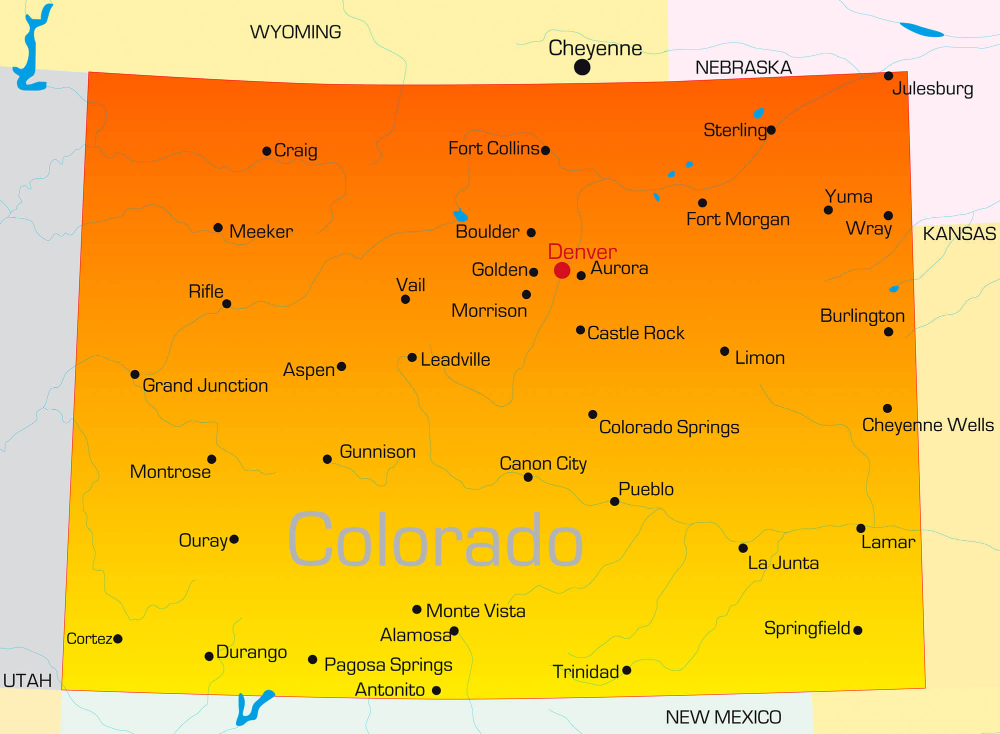 WYOMING
Cheyenne
NEBRASKA
Julesburg
Sterling
Craig
Fort Collins
Yuma
Fort Morgan
Wray
KANSAS
Meeker
Boulder
Denver
Golden
Aurora
Vail
Rifle
Morrison
Burlington
Castle Rock
Limon
Leadville
Aspen
Grand Junction
Cheyenne Wells
Colorado Springs
Gunnison
Canon City
Montrose
Pueblo
Colorado
Ouray
Lamar
La Junta
Monte Vista
Alamosa
Springfield
Cortez
Durango
Pagosa Springs
Trinidad
UTAH
Antonito
NEW MEXICO